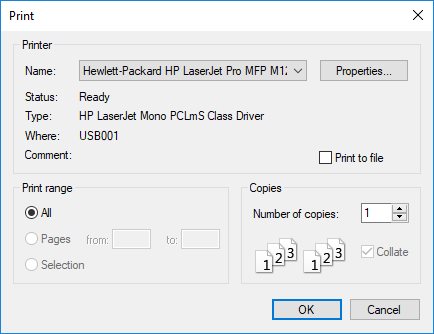 Print
Printer
Name: Hewlett-Packard HP LaserJet Pro MFP M12 Properties...
Status: Ready
Type: HP LaserJet Mono PCLmS Class Driver
Where: USB001
Comment: Print to file
Print range
All
Pages from: to:
Selection
Copies
Number of copies: 1
1 2 3 1 2 3 Collate
OK Cancel